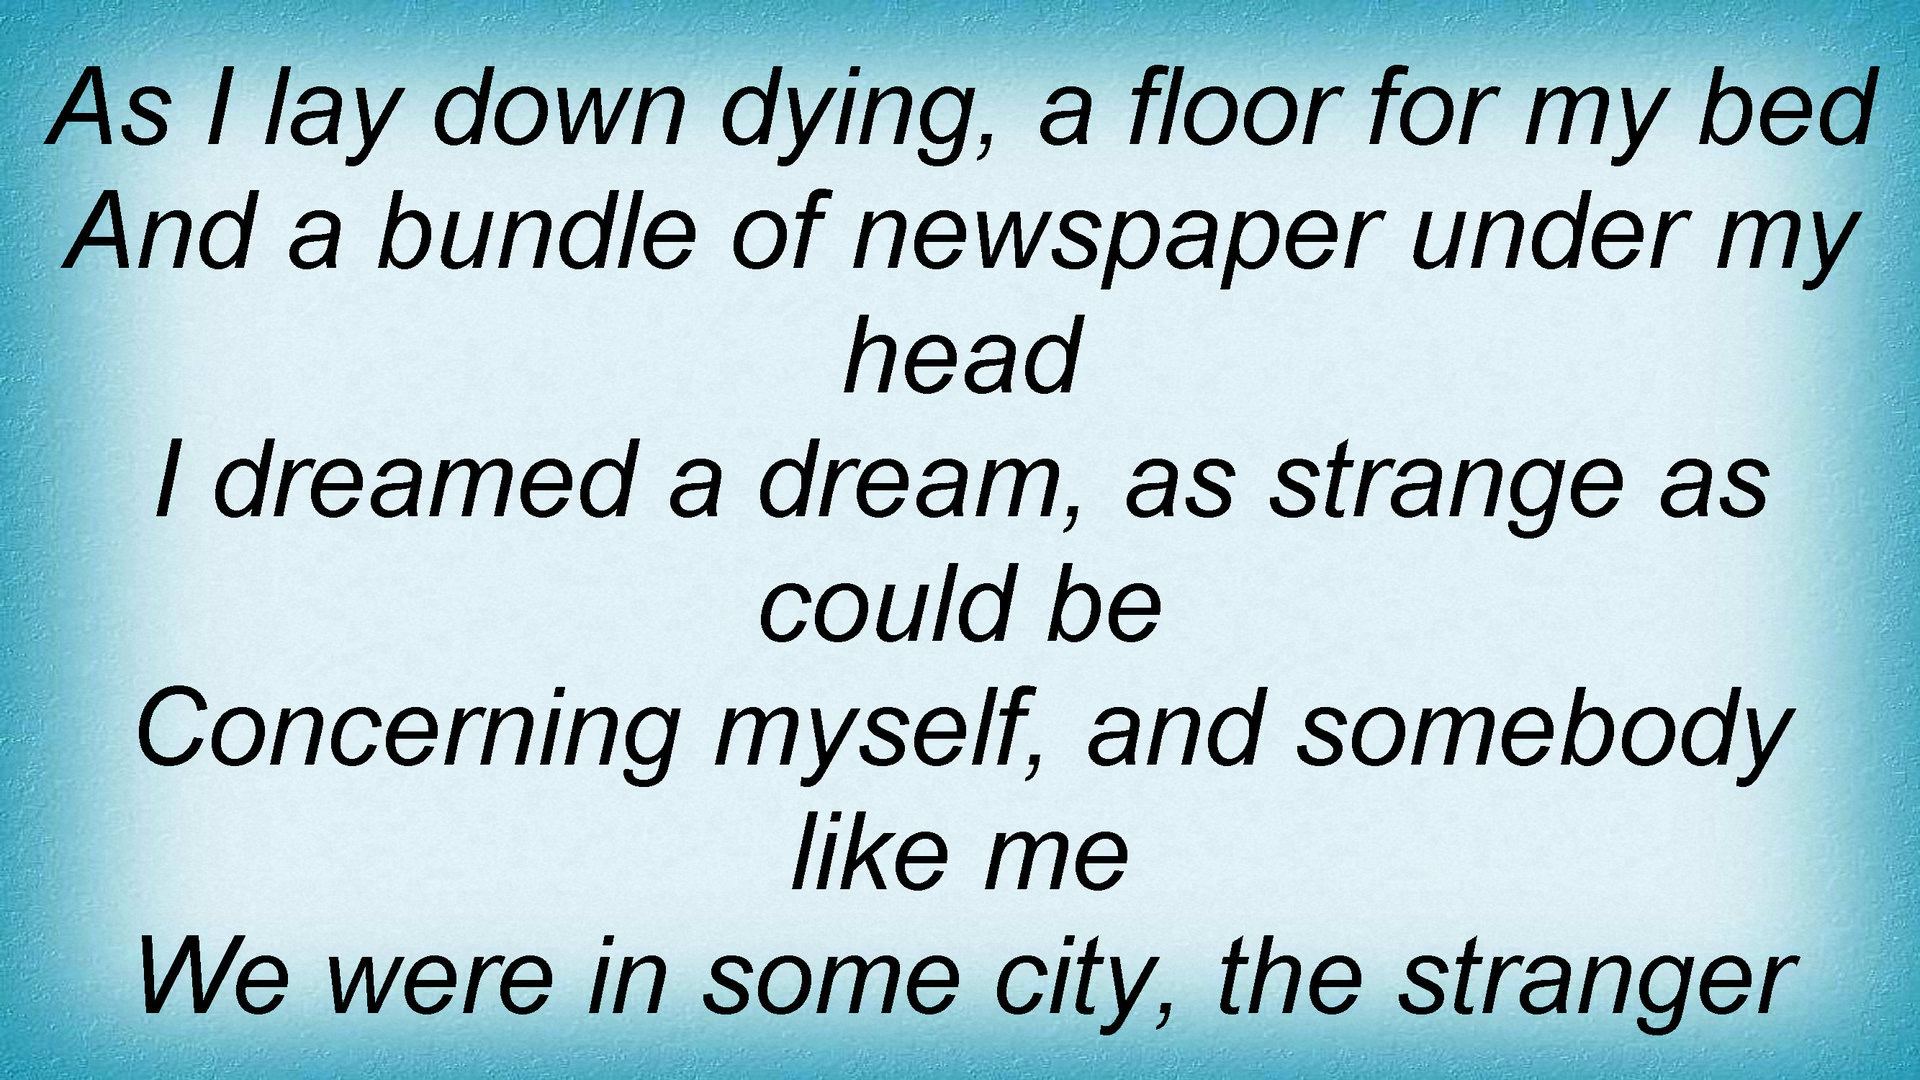 As I lay down dying, a floor for my bed
And a bundle of newspaper under my
head
I dreamed a dream, as strange as
could be
Concerning myself, and somebody
like me
We were in some city, the stranger